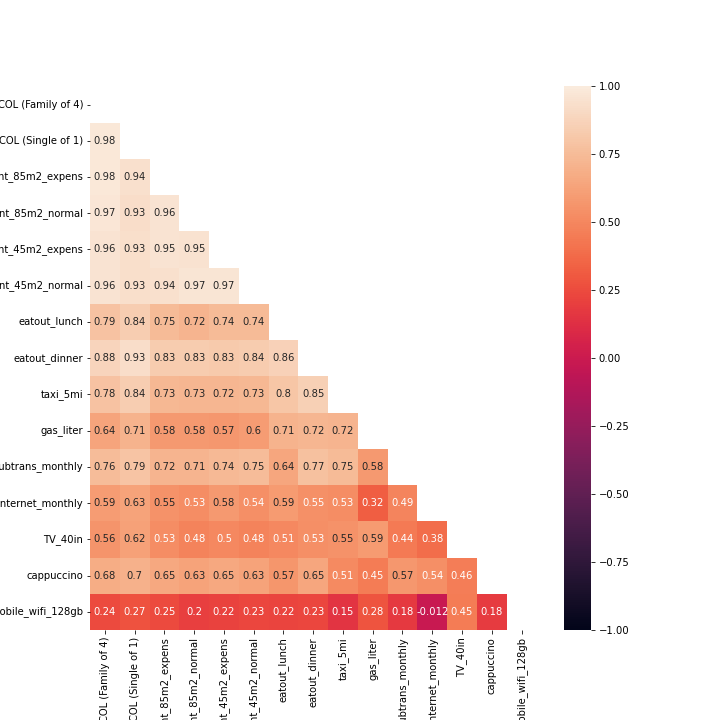 COL (Family of 4)
COL (Single of 1) 0.98
nt_85m2_expens 0.98 0.94
nt_85m2_normal 0.97 0.93 0.96
nt_45m2_expens 0.96 0.93 0.95 0.95
nt_45m2_normal 0.96 0.93 0.94 0.97 0.97
eatout_lunch 0.79 0.84 0.75 0.72 0.74 0.74
eatout_dinner 0.88 0.93 0.83 0.83 0.83 0.84 0.86
taxi_5mi 0.78 0.84 0.73 0.73 0.72 0.73 0.8 0.85
gas_liter 0.64 0.71 0.58 0.58 0.57 0.6 0.71 0.72 0.72
ubtrans_monthly 0.76 0.79 0.72 0.71 0.74 0.75 0.64 0.77 0.75 0.58
nternet_monthly 0.59 0.63 0.55 0.53 0.58 0.54 0.59 0.55 0.53 0.32 0.49
TV_40in 0.56 0.62 0.53 0.48 0.5 0.48 0.51 0.53 0.55 0.59 0.44 0.38
cappuccino 0.68 0.7 0.65 0.63 0.65 0.63 0.57 0.65 0.51 0.45 0.57 0.54 0.46
obile_wifi_128gb 0.24 0.27 0.25 0.2 0.22 0.23 0.22 0.23 0.15 0.28 0.18 -0.012 0.45 0.18
COL (Family of 4)
COL (Single of 1)
nt_85m2_expens
nt_85m2_normal
nt_45m2_expens
nt_45m2_normal
eatout_lunch
eatout_dinner
taxi_5mi
gas_liter
ubtrans_monthly
nternet_monthly
TV_40in
cappuccino
obile_wifi_128gb
1.00
0.75
0.50
0.25
0.00
−0.25
−0.50
−0.75
−1.00